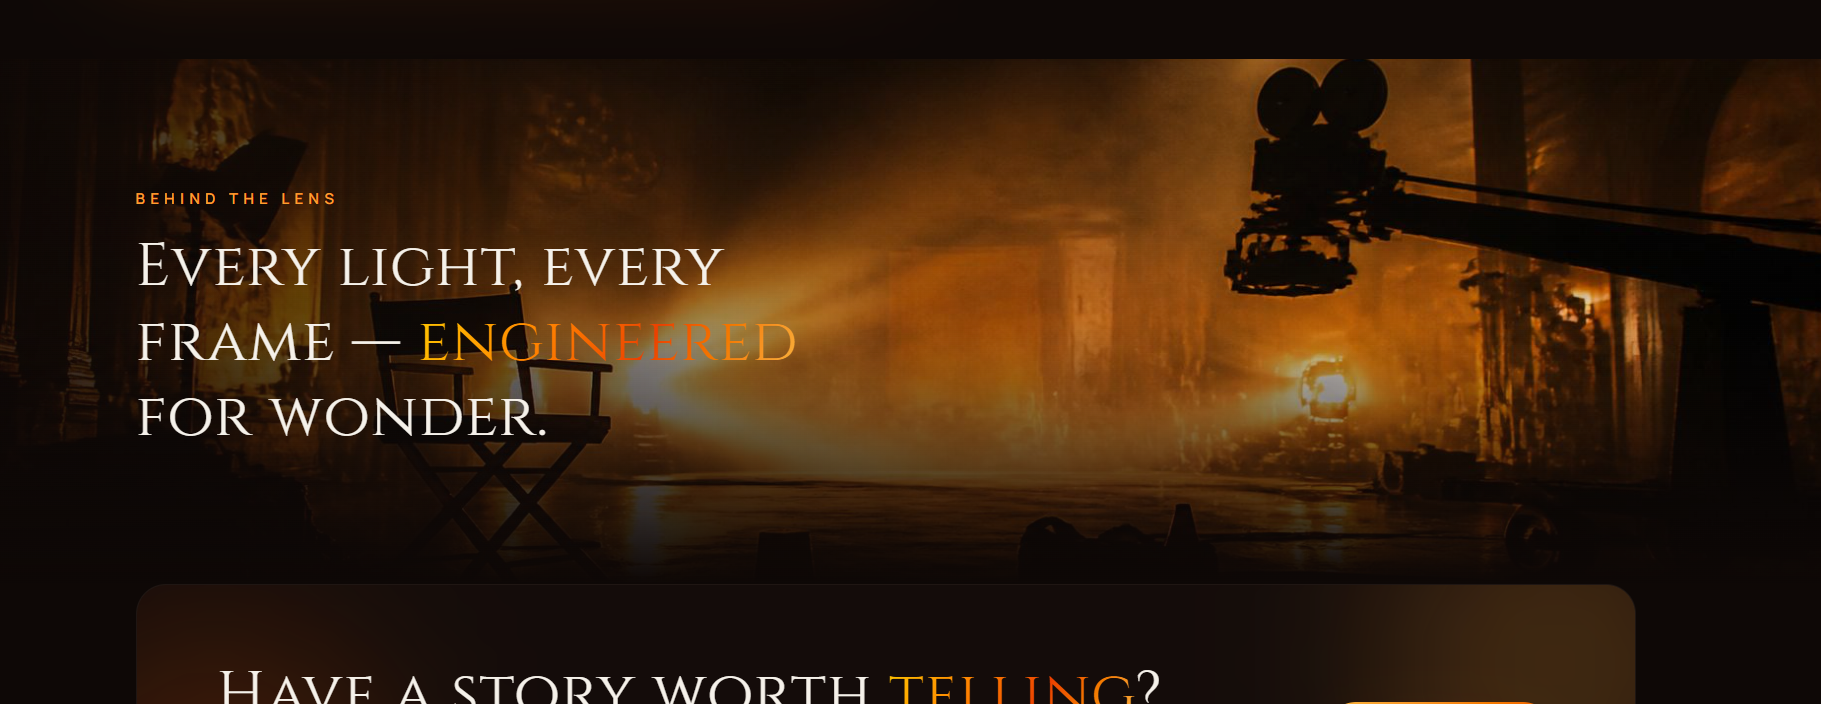 BEHIND THE LENS
Every light, every
frame — engineered
for wonder.
Have a story worth telling?